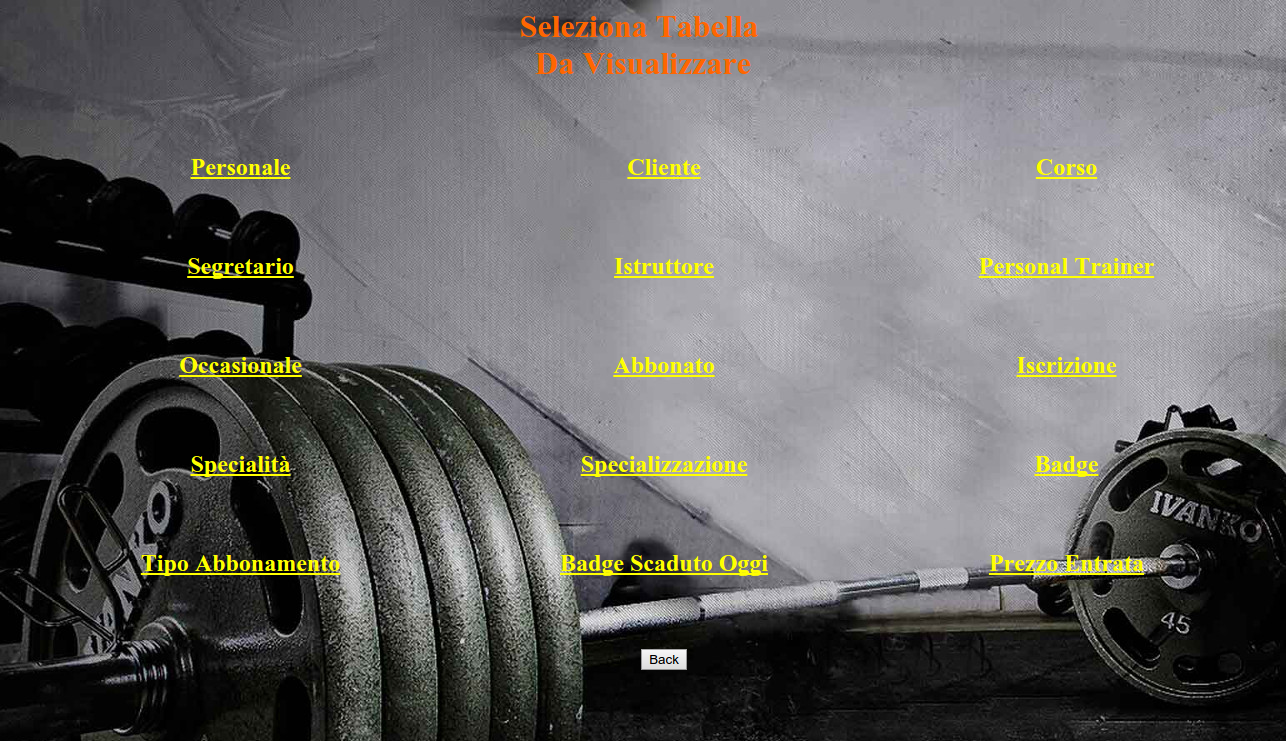 Seleziona Tabella
Da Visualizzare
Personale
Cliente
Corso
Segretario
Istruttore
Personal Trainer
Occasionale
Abbonato
Iscrizione
Specialità
Specializzazione
Badge
Tipo Abbonamento
Badge Scaduto Oggi
Prezzo Entrata
IVANKO
45
Back